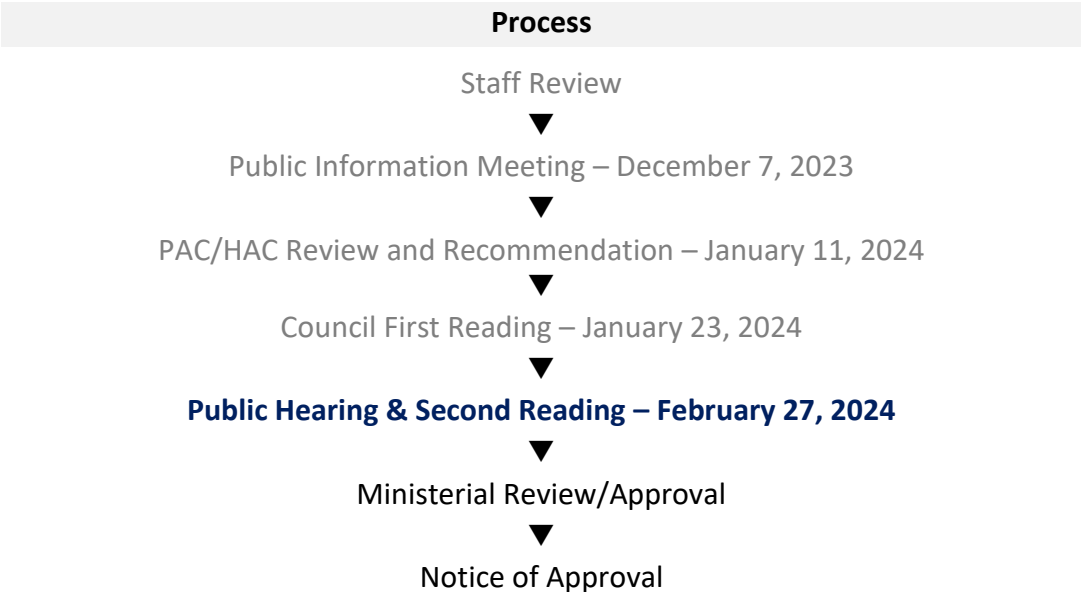 Process
Staff Review
Public Information Meeting – December 7, 2023
PAC/HAC Review and Recommendation – January 11, 2024
Council First Reading – January 23, 2024
Public Hearing & Second Reading – February 27, 2024
Ministerial Review/Approval
Notice of Approval